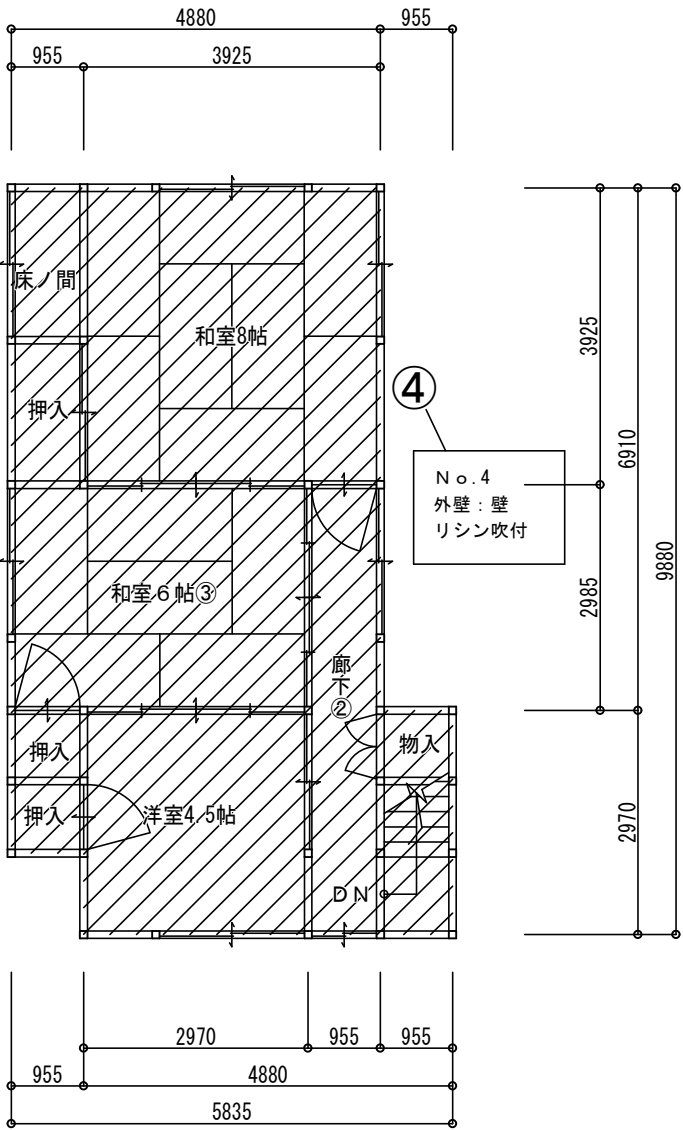 4880
955
955
3925
床ノ間
和室8帖
3925
押入
④
6910
No.4
外壁：壁
リシン吹付
9880
和室６帖③
2985
廊下②
物入
押入
押入
洋室4.5帖
2970
DN
2970
955
955
955
4880
5835